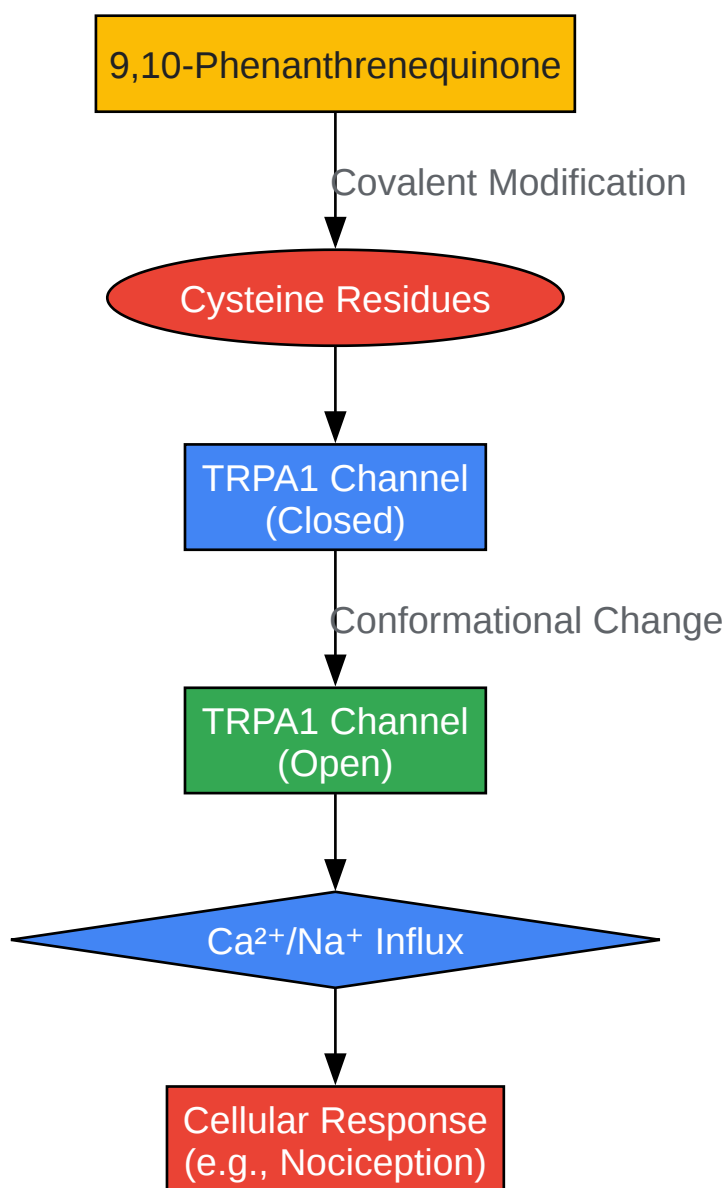 9,10-Phenanthrenequinone
Covalent Modification
Cysteine Residues
TRPA1 Channel
(Closed)
Conformational Change
TRPA1 Channel
(Open)
Ca²⁺/Na⁺ Influx
Cellular Response
(e.g., Nociception)